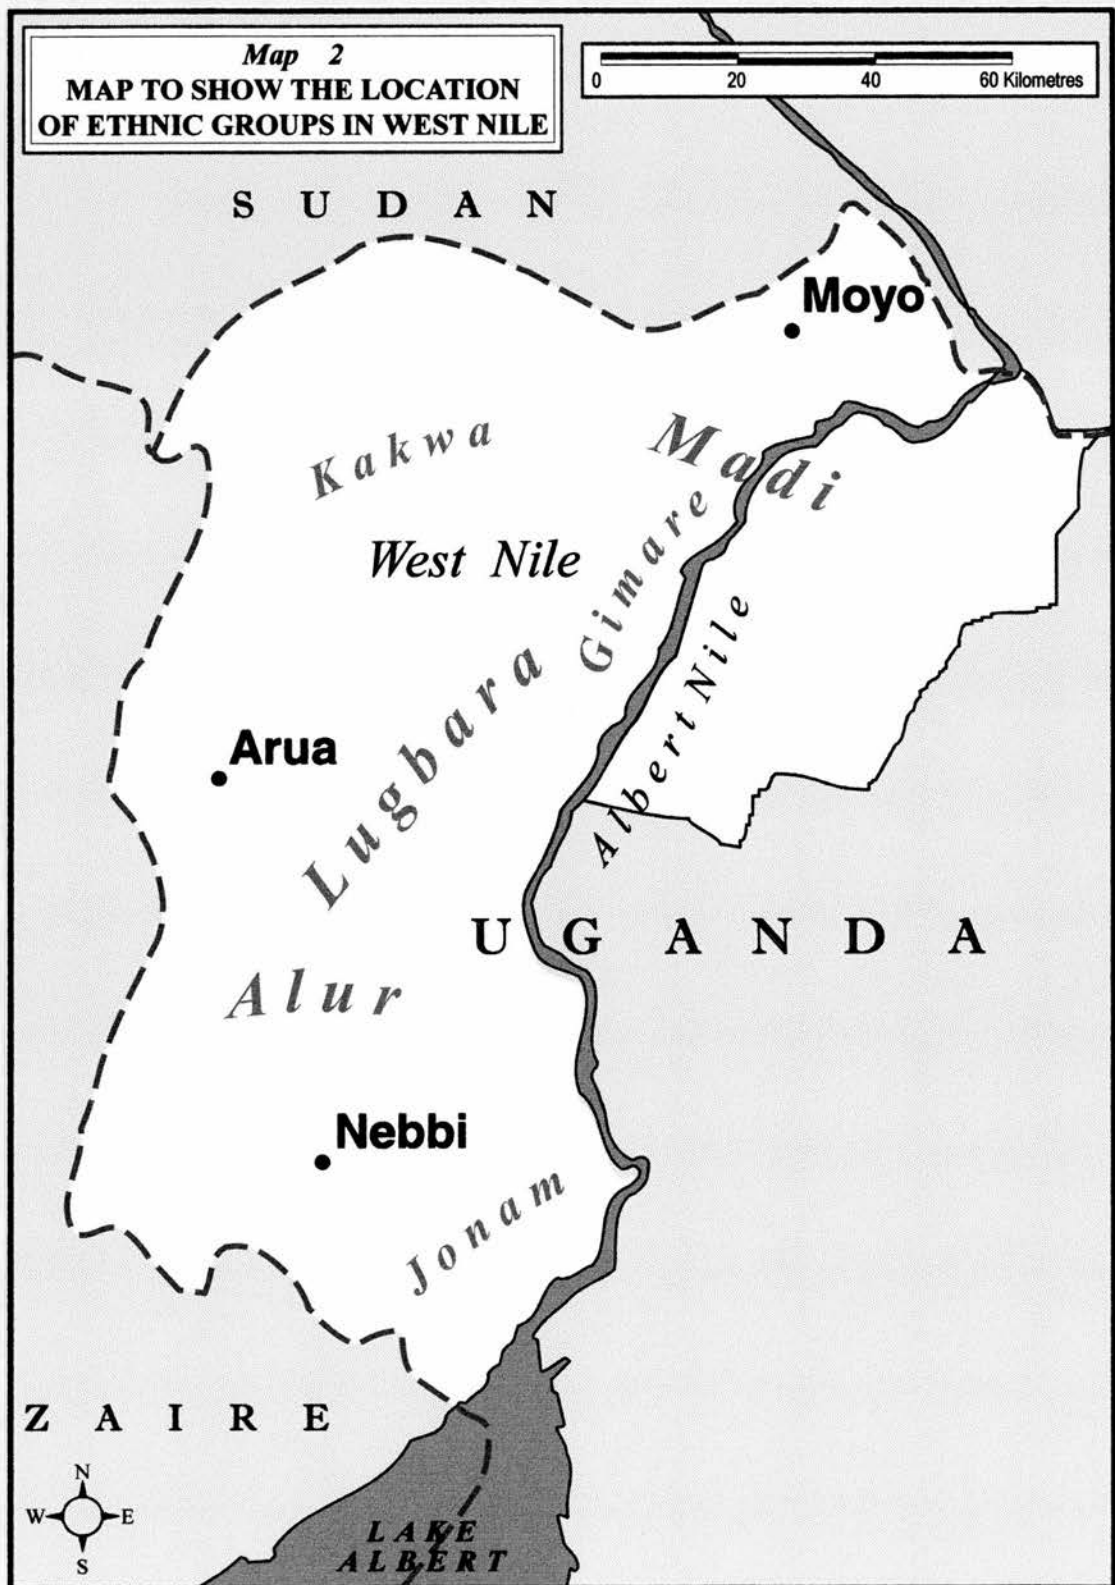 Map 2
MAP TO SHOW THE LOCATION
OF ETHNIC GROUPS IN WEST NILE
0 20 40 60 Kilometres
SUDAN
Moyo
Kakwa
Madi
West Nile
Gimare
Lugbara
Albert Nile
Arua
UGANDA
Alur
Nebbi
Jonam
ZAIRE
N
W E
S
LAKE
ALBERT